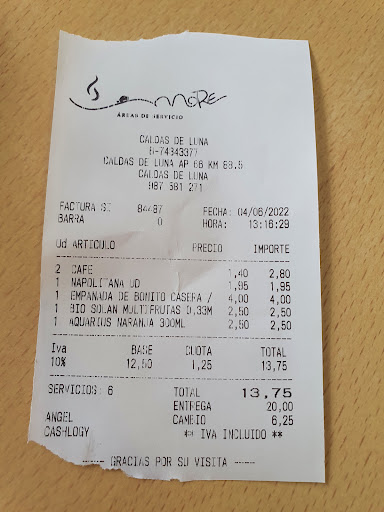 MORE
ÁREAS DE SERVICIO
CALDAS DE LUNA
CALDAS DE LUNA AP 66 KM 89.5
CALDAS DE LUNA
987 581 271
FACTURA SI 84487 FECHA: 04/06/2022
BARRA 0 HORA: 13:16:29
Ud ARTICULO PRECIO IMPORTE
2 CAFE 1,40 2,80
1 NAPOLITANA UD 1,95 1,95
1 EMPANADA DE BONITO CASERA / 4,00 4,00
1 BIO SOLAN MULTIFRUTAS 0,33M 2,50 2,50
1 AQUARIUS NARANJA 300ML 2,50 2,50
Iva BASE CUOTA TOTAL
10% 12,50 1,25 13,75
SERVICIOS: 6 TOTAL 13,75
ENTREGA 20,00
ANGEL CAMBIO 6,25
CASHLOGY ** IVA INCLUIDO **
----- GRACIAS POR SU VISITA -----